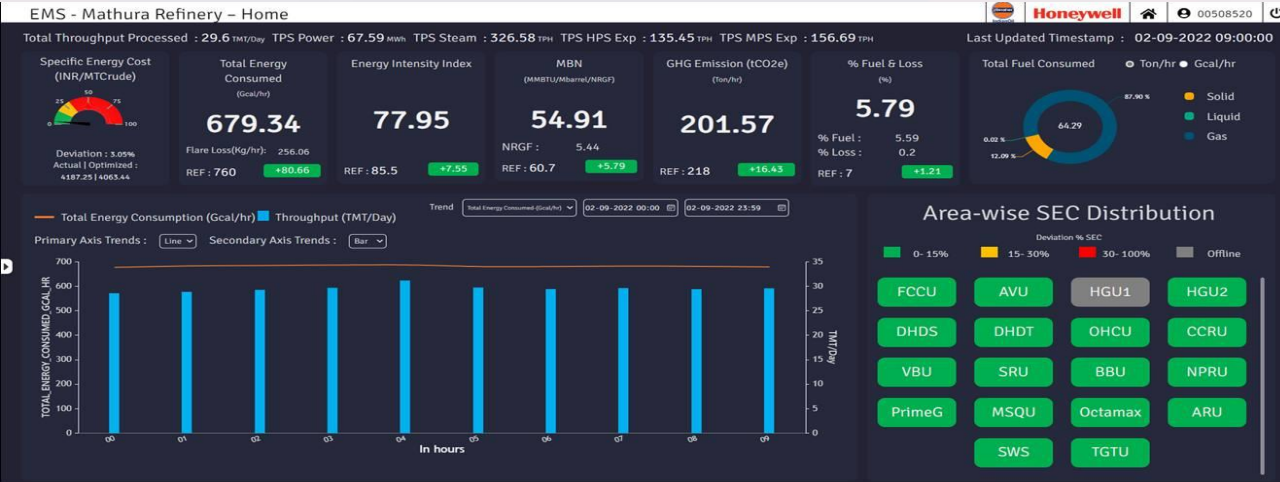 EMS - Mathura Refinery – Home
IndianOil
Honeywell
00508520
Total Throughput Processed : 29.6 TMT/Day TPS Power : 67.59 MWh TPS Steam : 326.58 TPH TPS HPS Exp : 135.45 TPH TPS MPS Exp : 156.69 TPH
Last Updated Timestamp : 02-09-2022 09:00:00
Specific Energy Cost
(INR/MTCrude)
0
25
50
75
100
Deviation : 3.05%
Actual | Optimized :
4187.25 | 4063.44
Total Energy
Consumed
(Gcal/hr)
679.34
Flare Loss(Kg/hr): 256.06
REF : 760 +80.66
Energy Intensity Index
77.95
REF : 85.5 +7.55
MBN
(MMBTU/Mbarrel/NRGF)
54.91
NRGF : 5.44
REF : 60.7 +5.79
GHG Emission (tCO2e)
(Ton/hr)
201.57
REF : 218 +16.43
% Fuel & Loss
(%)
5.79
% Fuel : 5.59
% Loss : 0.2
REF : 7 +1.21
Total Fuel Consumed Ton/hr Gcal/hr
87.90 %
64.29
0.02 %
12.09 %
Solid
Liquid
Gas
Total Energy Consumption (Gcal/hr) Throughput (TMT/Day)
Trend Total Energy Consumed-(Gcal/hr) 02-09-2022 00:00 02-09-2022 23:59
Primary Axis Trends : Line Secondary Axis Trends : Bar
TOTAL_ENERGY_CONSUMED_GCAL_HR
700
600
500
400
300
200
100
0
35
30
25
20
15
10
5
0
TMT/Day
00 01 02 03 04 05 06 07 08 09
In hours
Area-wise SEC Distribution
Deviation % SEC
0- 15% 15- 30% 30- 100% Offline
FCCU AVU HGU1 HGU2
DHDS DHDT OHCU CCRU
VBU SRU BBU NPRU
PrimeG MSQU Octamax ARU
SWS TGTU